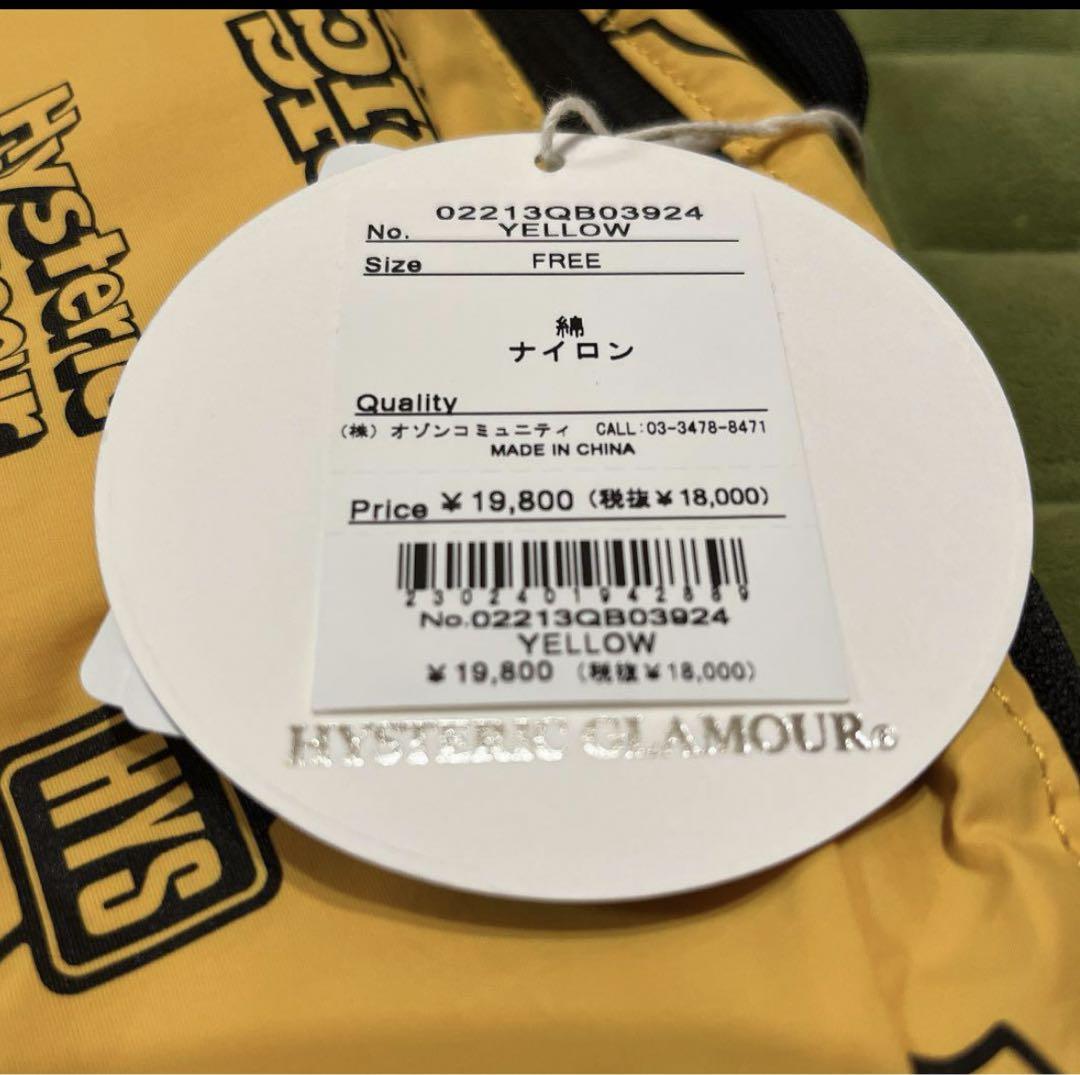 Hysteric
HYS
02213QB03924
No. YELLOW
Size FREE
綿
ナイロン
Quality
(株)オゾンコミュニティ CALL:03-3478-8471
MADE IN CHINA
Price ¥19,800(税抜¥18,000)
2302401942889
No.02213QB03924
YELLOW
¥19,800 (税抜¥18,000)
HYSTERIC GLAMOUR®